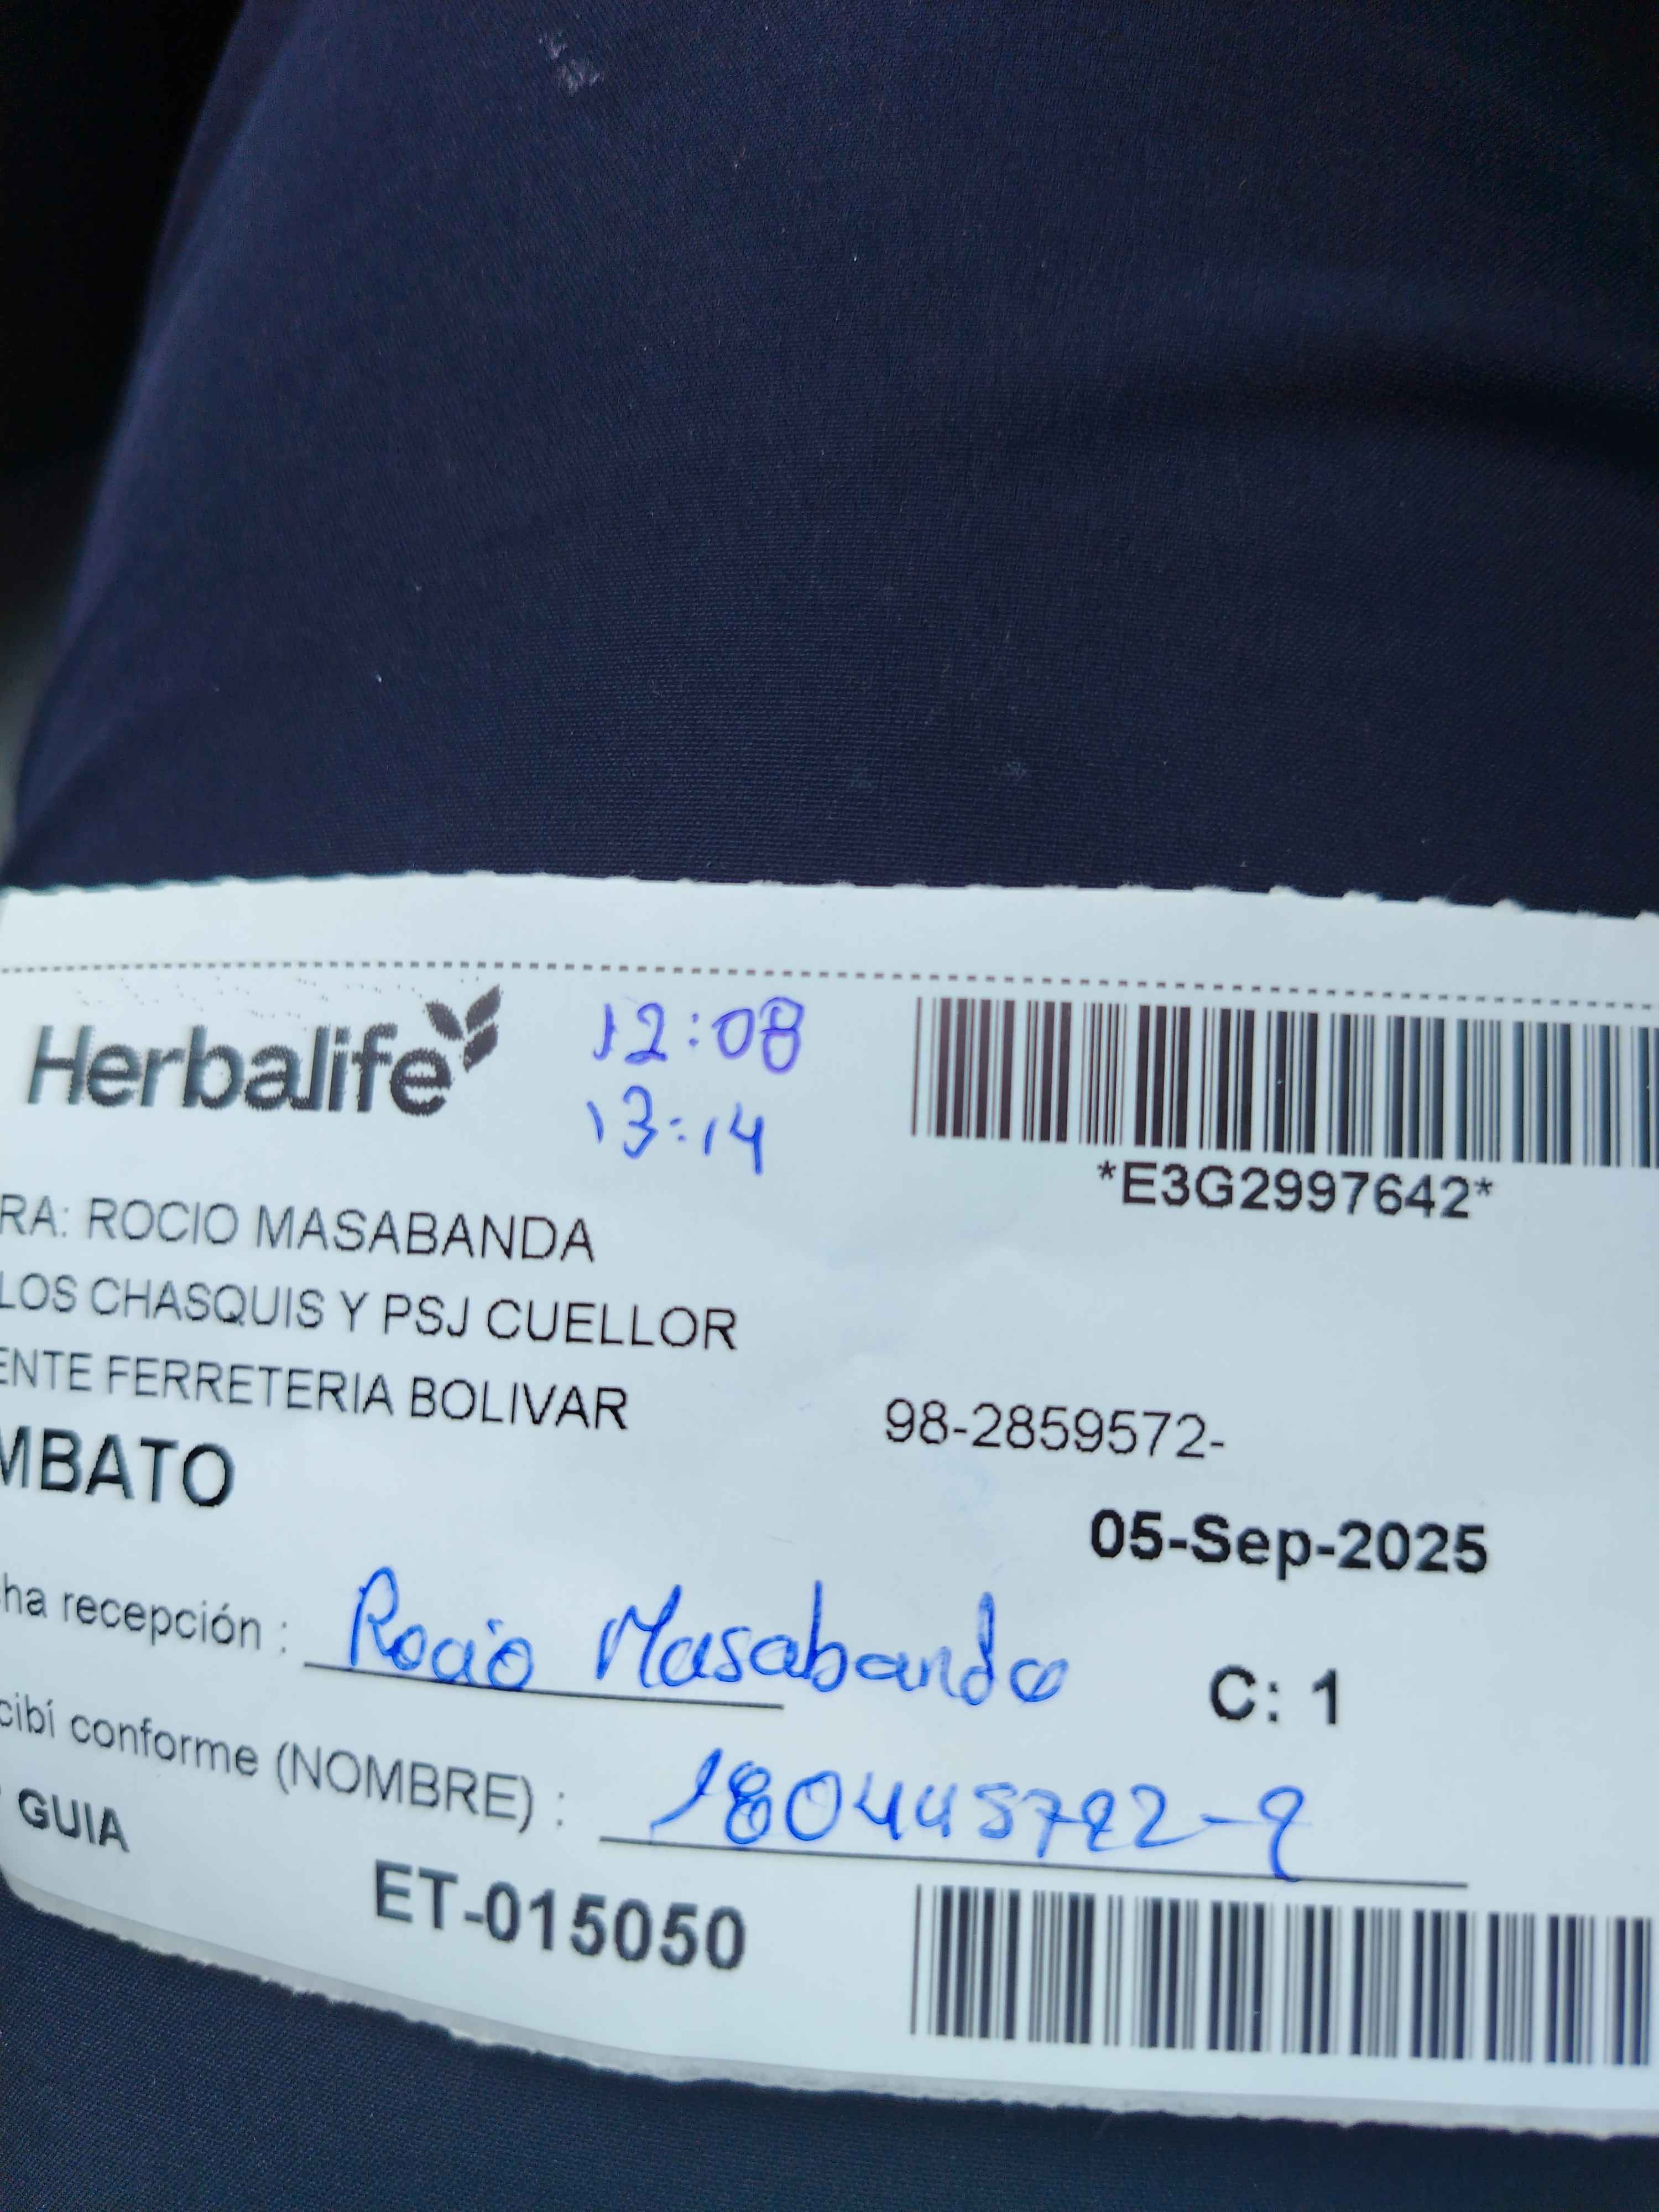 Herbalife
12:08
13:14
*E3G2997642*
RA: ROCIO MASABANDA
LOS CHASQUIS Y PSJ CUELLOR
ENTE FERRETERIA BOLIVAR
98-2859572-
MBATO
05-Sep-2025
cha recepción : Rocio Masabanda
C: 1
cibí conforme (NOMBRE) : 180445722-9
GUIA
ET-015050